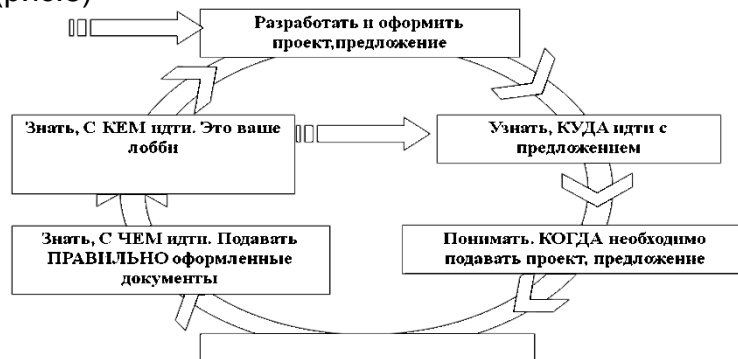 Разработать и оформить
проект,предложение
Знать, С КЕМ идти. Это ваше
лобби
Узнать, КУДА идти с
предложением
Знать, С ЧЕМ идти. Подавать
ПРАВИЛЬНО оформленные
документы
Понимать. КОГДА необходимо
подавать проект, предложение